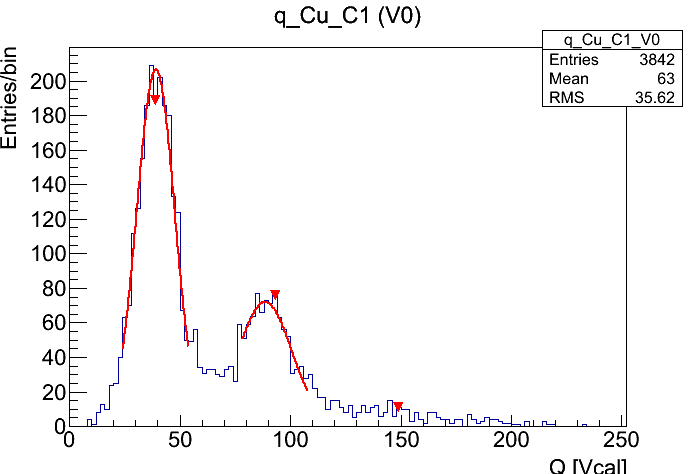 q_Cu_C1 (V0)
q_Cu_C1_V0
Entries 3842
Mean 63
RMS 35.62
Entries/bin
200
180
160
140
120
100
80
60
40
20
0
0 50 100 150 200 250
Q [Vcal]